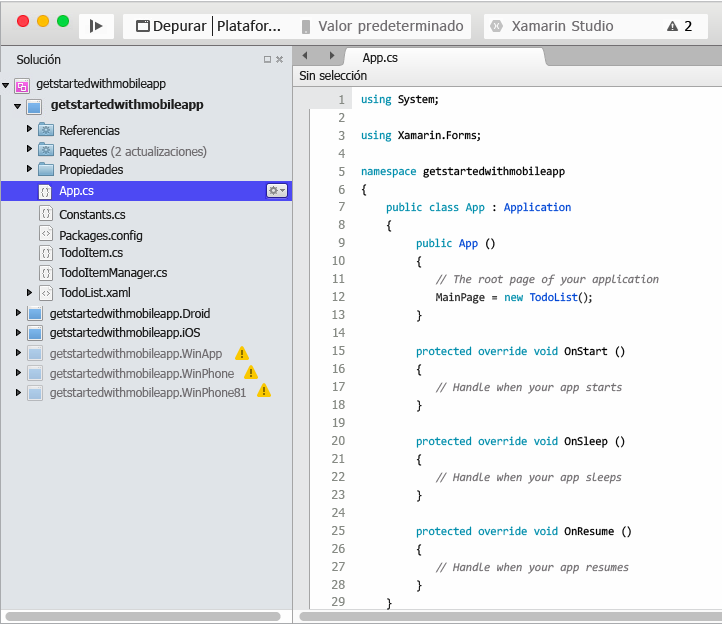 Depurar Platafor... Valor predeterminado Xamarin Studio 2
Solución
getstartedwithmobileapp
getstartedwithmobileapp
Referencias
Paquetes (2 actualizaciones)
Propiedades
App.cs
Constants.cs
Packages.config
TodoItem.cs
TodoItemManager.cs
TodoList.xaml
getstartedwithmobileapp.Droid
getstartedwithmobileapp.iOS
getstartedwithmobileapp.WinApp
getstartedwithmobileapp.WinPhone
getstartedwithmobileapp.WinPhone81
App.cs
Sin selección
1 using System;
2
3 using Xamarin.Forms;
4
5 namespace getstartedwithmobileapp
6 {
7 public class App : Application
8 {
9 public App ()
10 {
11 // The root page of your application
12 MainPage = new TodoList();
13 }
14
15 protected override void OnStart ()
16 {
17 // Handle when your app starts
18 }
19
20 protected override void OnSleep ()
21 {
22 // Handle when your app sleeps
23 }
24
25 protected override void OnResume ()
26 {
27 // Handle when your app resumes
28 }
29 }